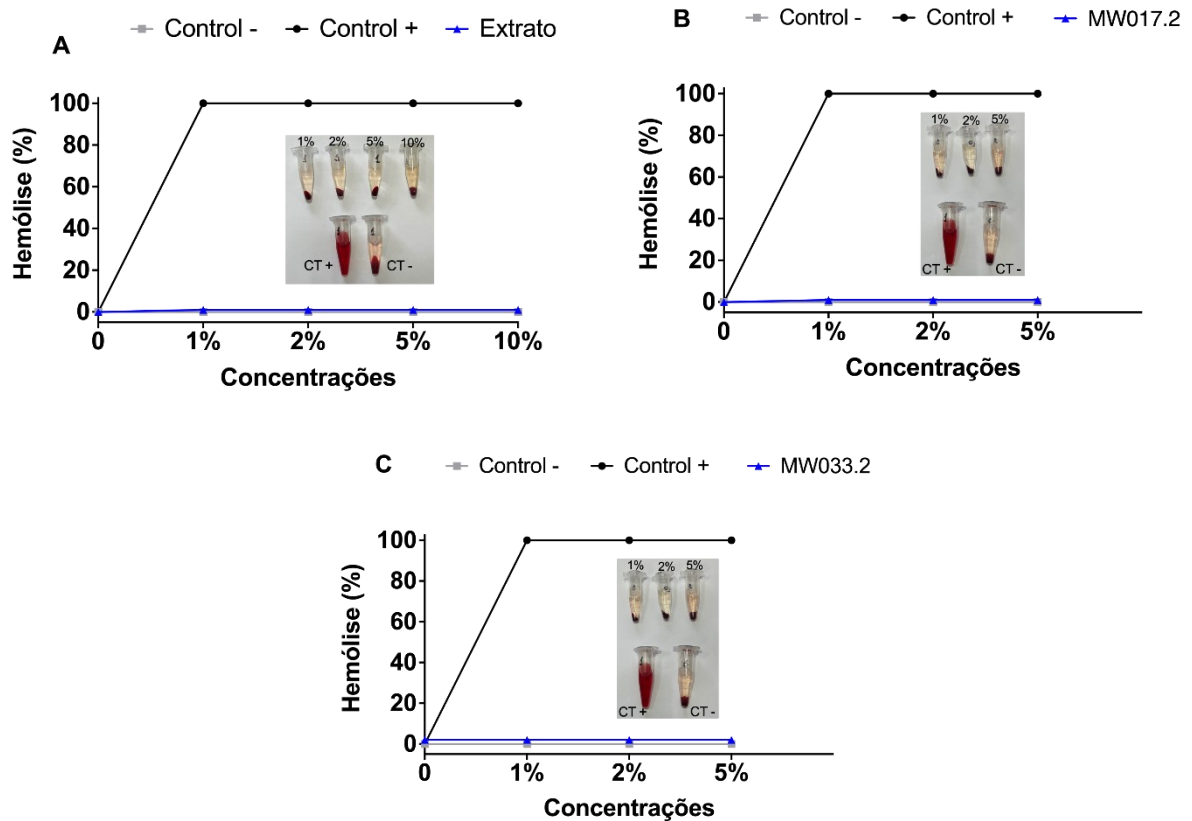 A
Control - Control + Extrato
Hemólise (%)
100
80
60
40
20
0
1% 2% 5% 10%
CT + CT -
0 1% 2% 5% 10%
Concentrações
B
Control - Control + MW017.2
Hemólise (%)
100
80
60
40
20
0
1% 2% 5%
CT + CT -
0 1% 2% 5%
Concentrações
C
Control - Control + MW033.2
Hemólise (%)
100
80
60
40
20
0
1% 2% 5%
CT + CT -
0 1% 2% 5%
Concentrações